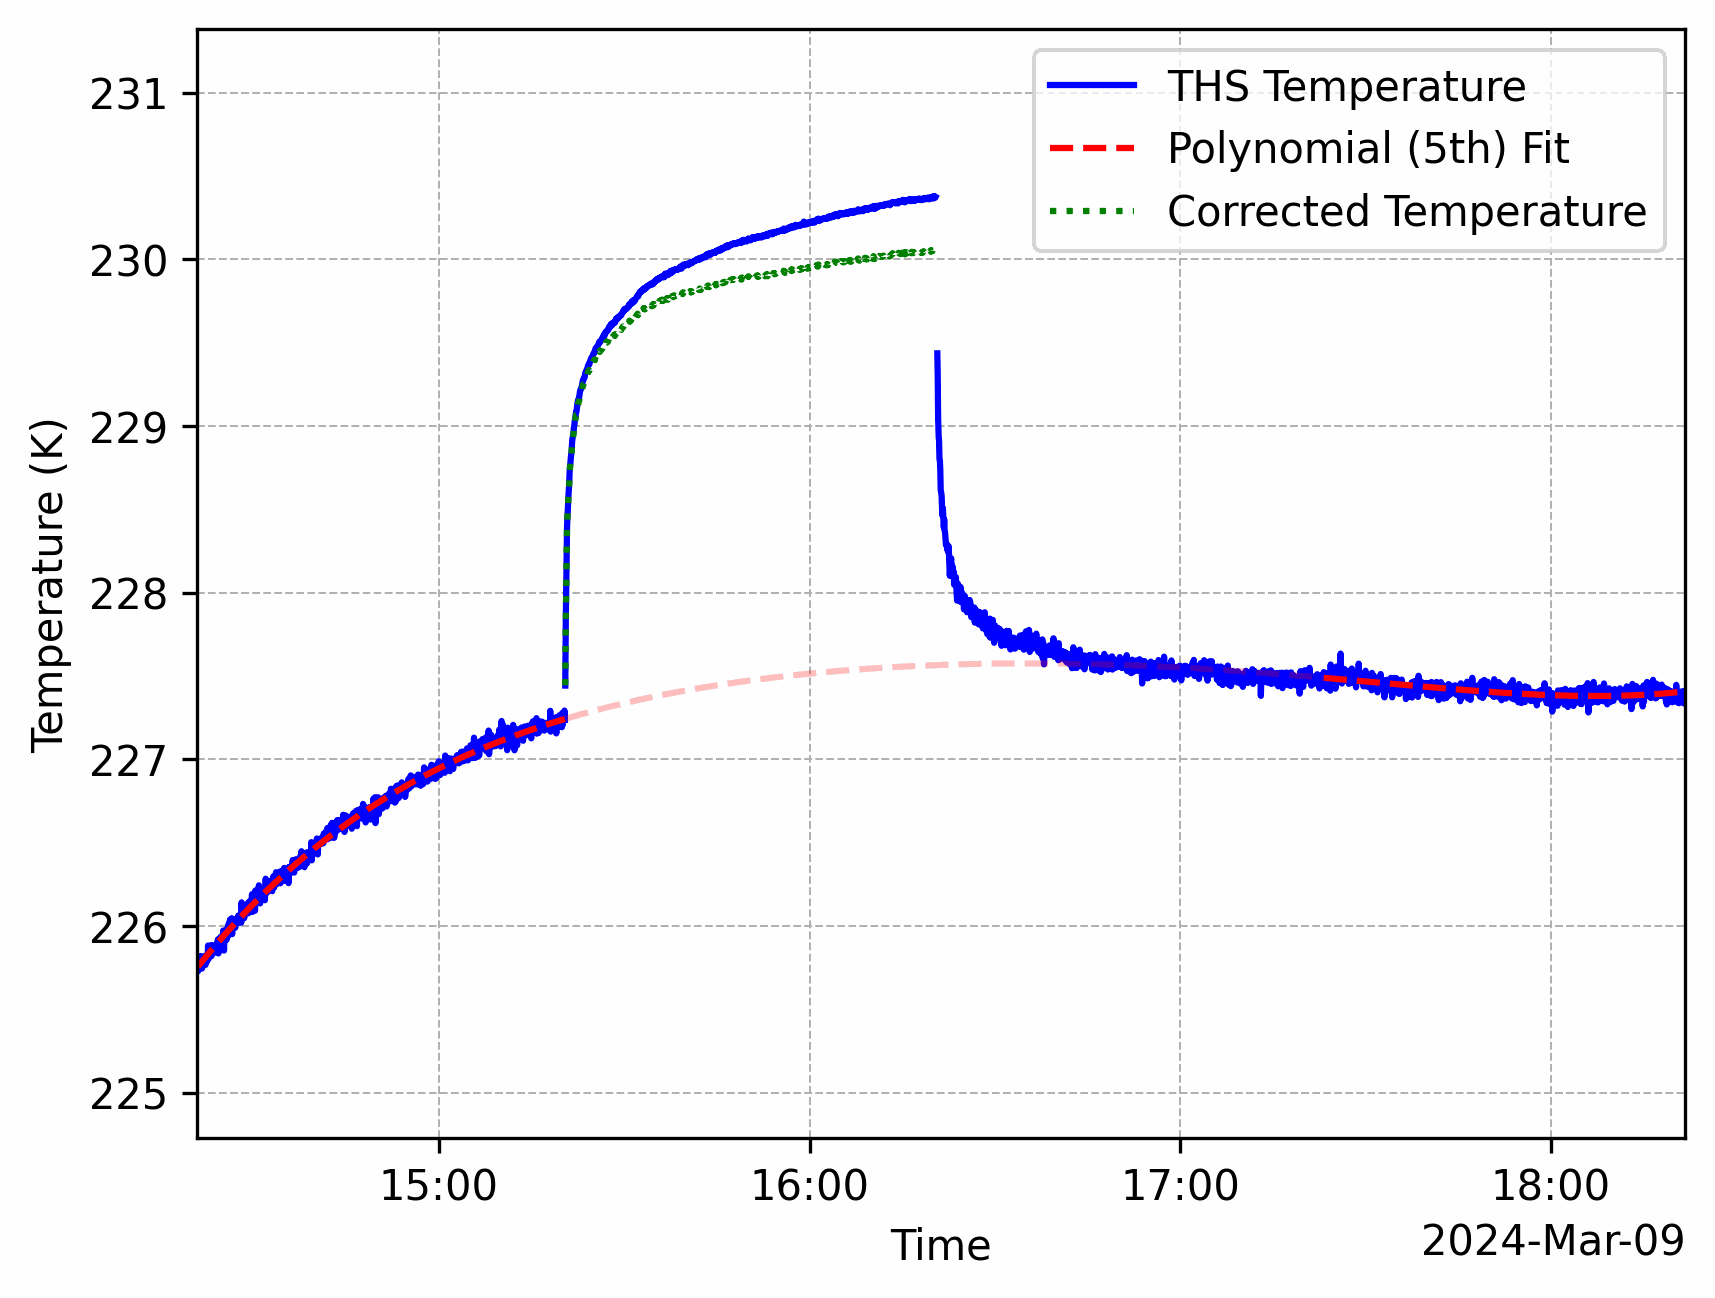 THS Temperature
Polynomial (5th) Fit
Corrected Temperature
231
230
229
228
227
226
225
Temperature (K)
15:00
16:00
17:00
18:00
Time
2024-Mar-09